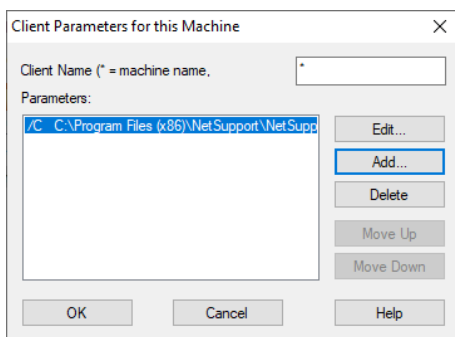 Client Parameters for this Machine
Client Name (* = machine name,
*
Parameters:
/C C:\Program Files (x86)\NetSupport\NetSupp
Edit...
Add...
Delete
Move Up
Move Down
OK
Cancel
Help